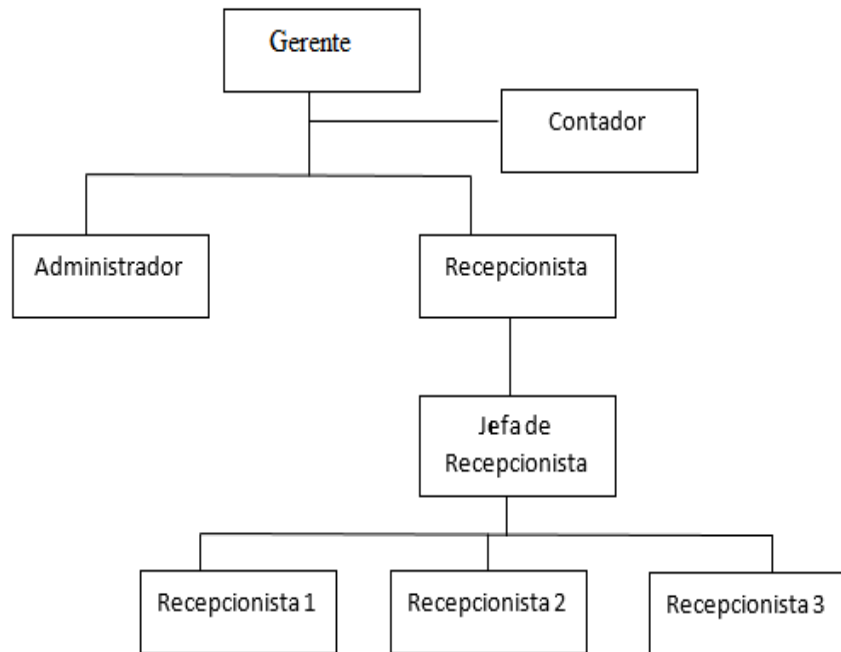 Gerente
Contador
Administrador
Recepcionista
Jefa de
Recepcionista
Recepcionista 1
Recepcionista 2
Recepcionista 3